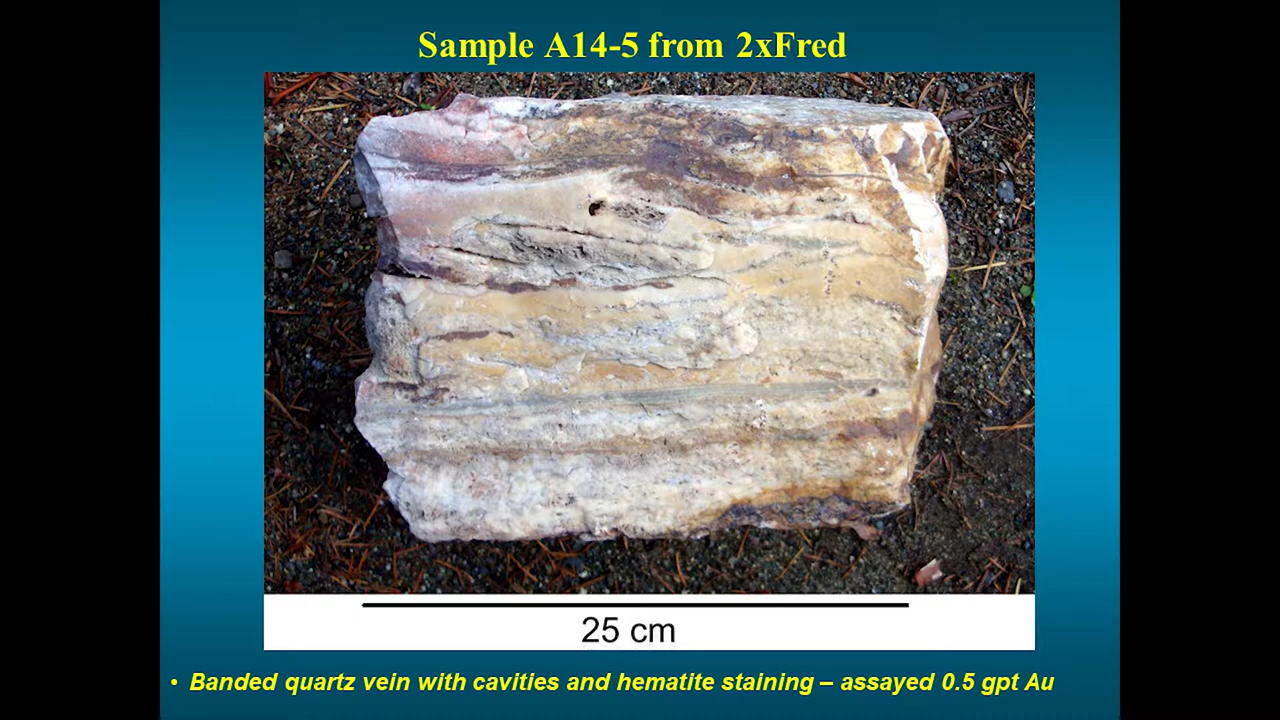 Sample A14-5 from 2xFred
25 cm
• Banded quartz vein with cavities and hematite staining – assayed 0.5 gpt Au